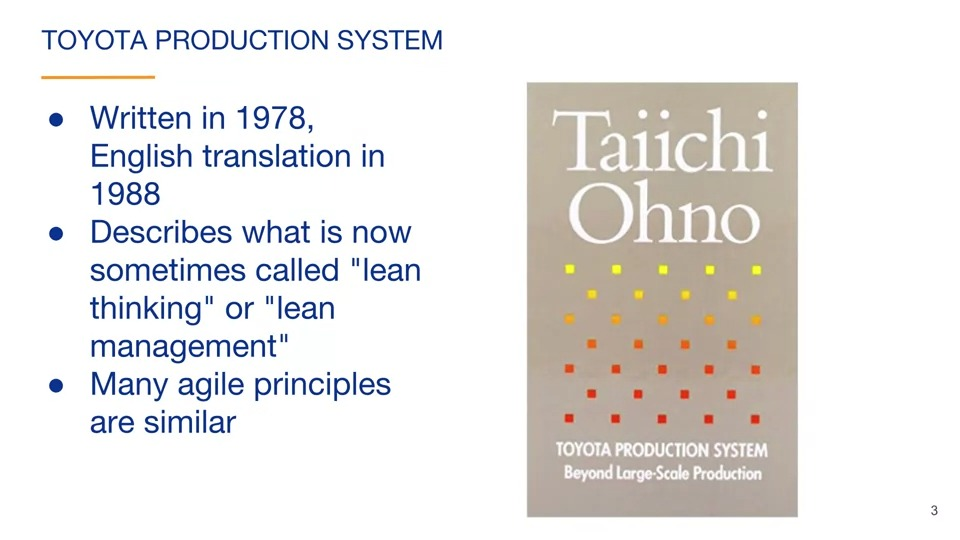 TOYOTA PRODUCTION SYSTEM
● Written in 1978,
English translation in
1988
● Describes what is now
sometimes called "lean
thinking" or "lean
management"
● Many agile principles
are similar
Taiichi
Ohno
TOYOTA PRODUCTION SYSTEM
Beyond Large-Scale Production
3